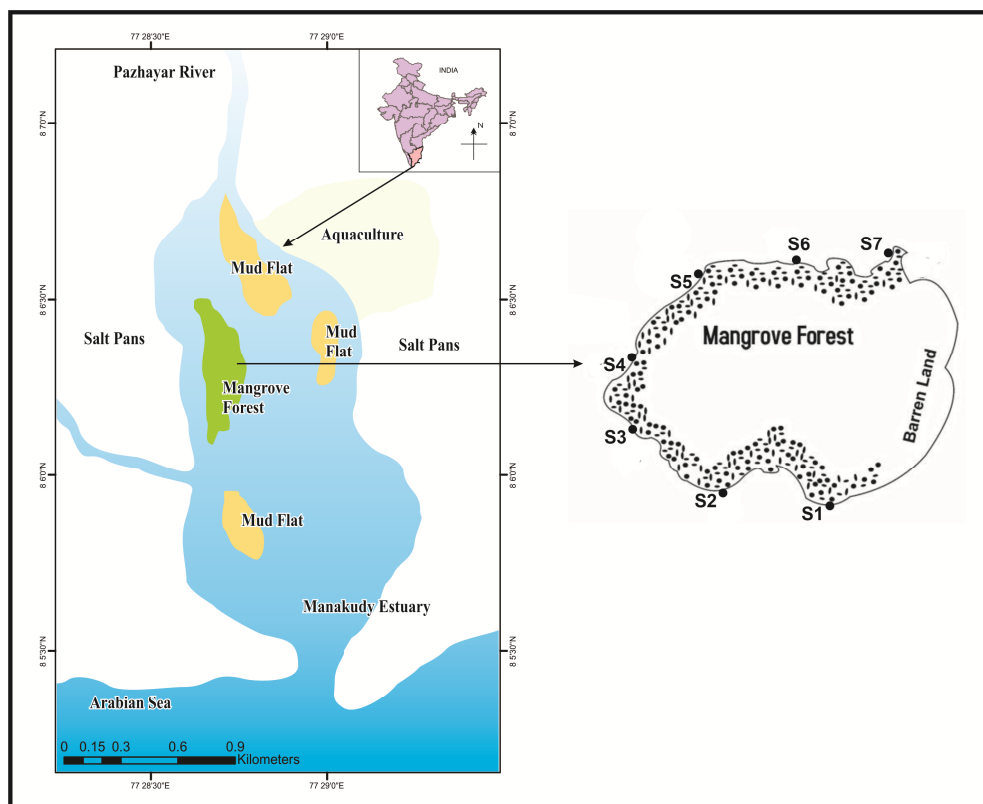 77 28'30"E
77 29'0"E
Pazhayar River
INDIA
N
8 7'0"N
8 7'0"N
Aquaculture
Mud Flat
8 6'30"N
8 6'30"N
Salt Pans
Mud
Flat
Salt Pans
Mangrove
Forest
8 6'0"N
8 6'0"N
Mud Flat
Manakudy Estuary
8 5'30"N
8 5'30"N
Arabian Sea
0 0.15 0.3 0.6 0.9
Kilometers
77 28'30"E
77 29'0"E
S6
S7
S5
Mangrove Forest
S4
Barren Land
S3
S2
S1